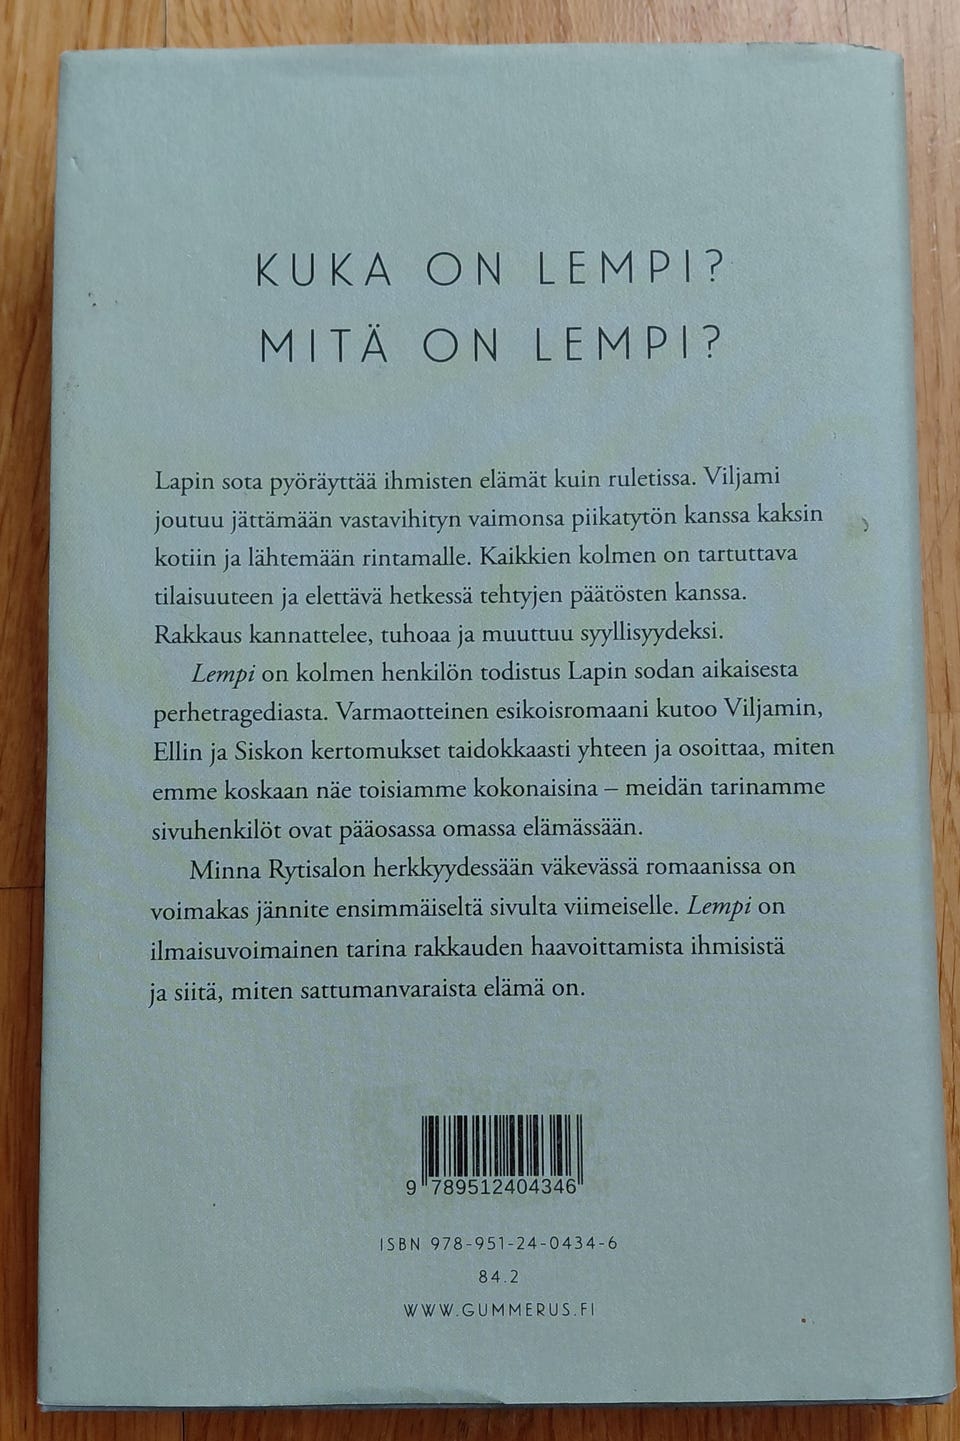 KUKA ON LEMPI?
MITÄ ON LEMPI?
Lapin sota pyöräyttää ihmisten elämät kuin ruletissa. Viljami
joutuu jättämään vastavihityn vaimonsa piikatytön kanssa kaksin
kotiin ja lähtemään rintamalle. Kaikkien kolmen on tartuttava
tilaisuuteen ja elettävä hetkessä tehtyjen päätösten kanssa.
Rakkaus kannattelee, tuhoaa ja muuttuu syyllisyydeksi.
Lempi on kolmen henkilön todistus Lapin sodan aikaisesta
perhetragediasta. Varmaotteinen esikoisromaani kutoo Viljamin,
Ellin ja Siskon kertomukset taidokkaasti yhteen ja osoittaa, miten
emme koskaan näe toisiamme kokonaisina – meidän tarinamme
sivuhenkilöt ovat pääosassa omassa elämässään.
Minna Rytisalon herkkyydessään väkevässä romaanissa on
voimakas jännite ensimmäiseltä sivulta viimeiselle. Lempi on
ilmaisuvoimainen tarina rakkauden haavoittamista ihmisistä
ja siitä, miten sattumanvaraista elämä on.
9 789512404346
ISBN 978-951-24-0434-6
84.2
WWW.GUMMERUS.FI